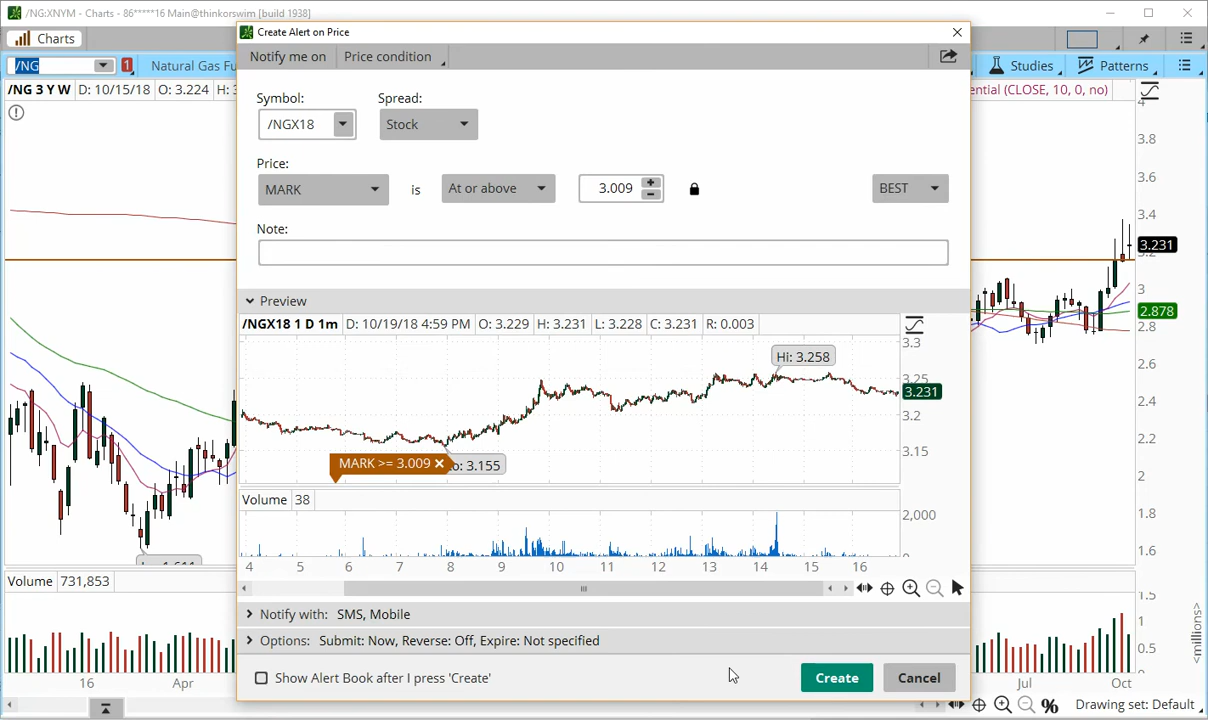 /NG:XNYM - Charts - 86*****16 Main@thinkorswim [build 1938]
Charts
/NG
1
Natural Gas Fu
Studies
Patterns
/NG 3 Y W
D: 10/15/18
O: 3.224
H: 3
ential (CLOSE, 10, 0, no)
Create Alert on Price
Notify me on
Price condition
Symbol:
Spread:
/NGX18
Stock
Price:
MARK
is
At or above
3.009
BEST
Note:
Preview
/NGX18 1 D 1m
D: 10/19/18 4:59 PM
O: 3.229
H: 3.231
L: 3.228
C: 3.231
R: 0.003
Hi: 3.258
3.3
3.25
3.231
3.2
3.15
MARK >= 3.009
Lo: 3.155
Volume
38
2,000
0
4 5 6 7 8 9 10 11 12 13 14 15 16
Notify with: SMS, Mobile
Options: Submit: Now, Reverse: Off, Expire: Not specified
Show Alert Book after I press 'Create'
Create
Cancel
4
3.8
3.6
3.4
3.231
3.2
3
2.878
2.8
2.6
2.4
2.2
2
1.8
1.6
Volume
731,853
1.5
1
0.5
0
<millions>
16
Apr
Jul
Oct
Drawing set: Default